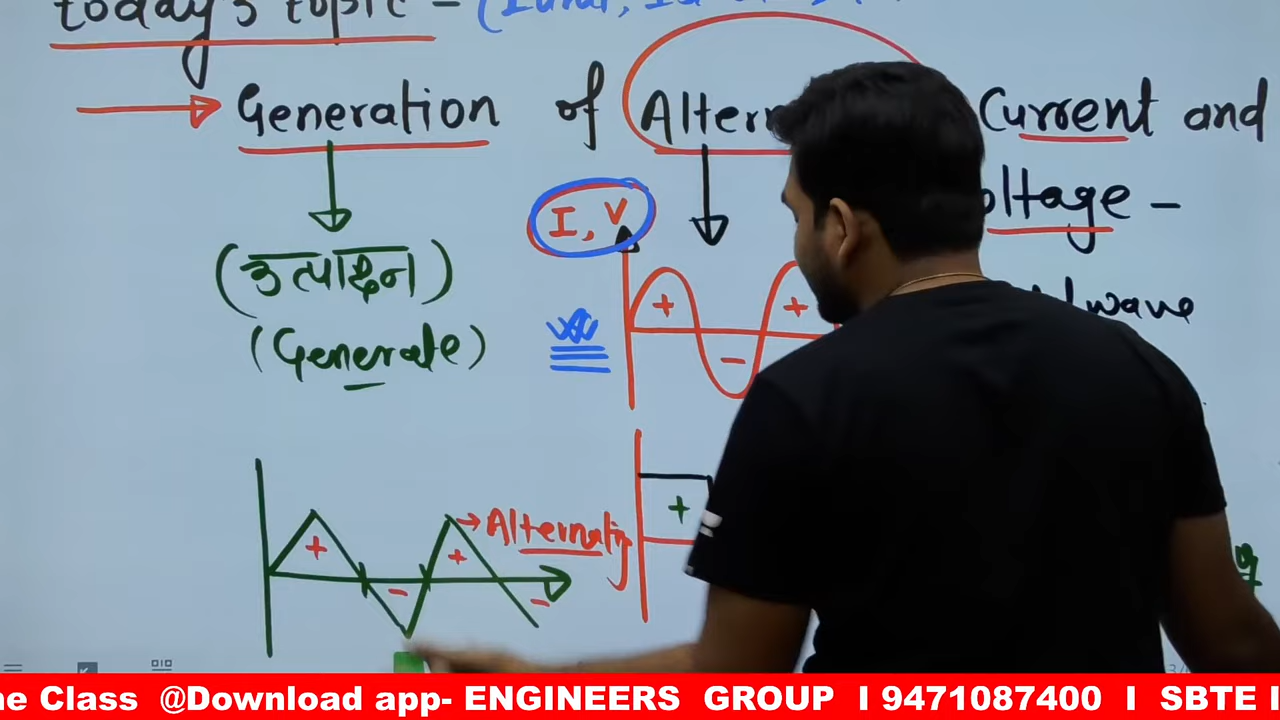 today's topic -
Generation of Alter Current and
oltage -
I, V
(उत्पादन)
(Generate)
+ - +
wave
+ - + -
→ Alternating
+
ne Class @Download app- ENGINEERS GROUP I 9471087400 I SBTE I